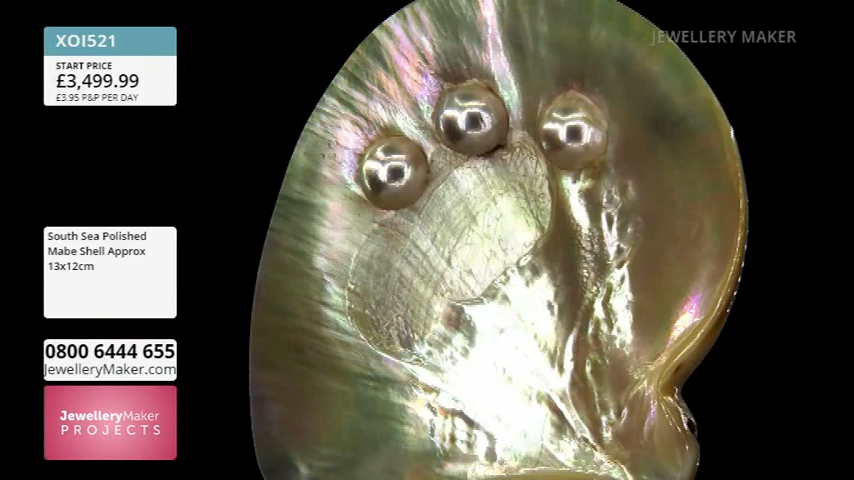 XOI521
START PRICE
£3,499.99
£3.95 P&P PER DAY
JEWELLERY MAKER
South Sea Polished
Mabe Shell Approx
13x12cm
0800 6444 655
JewelleryMaker.com
JewelleryMaker
PROJECTS